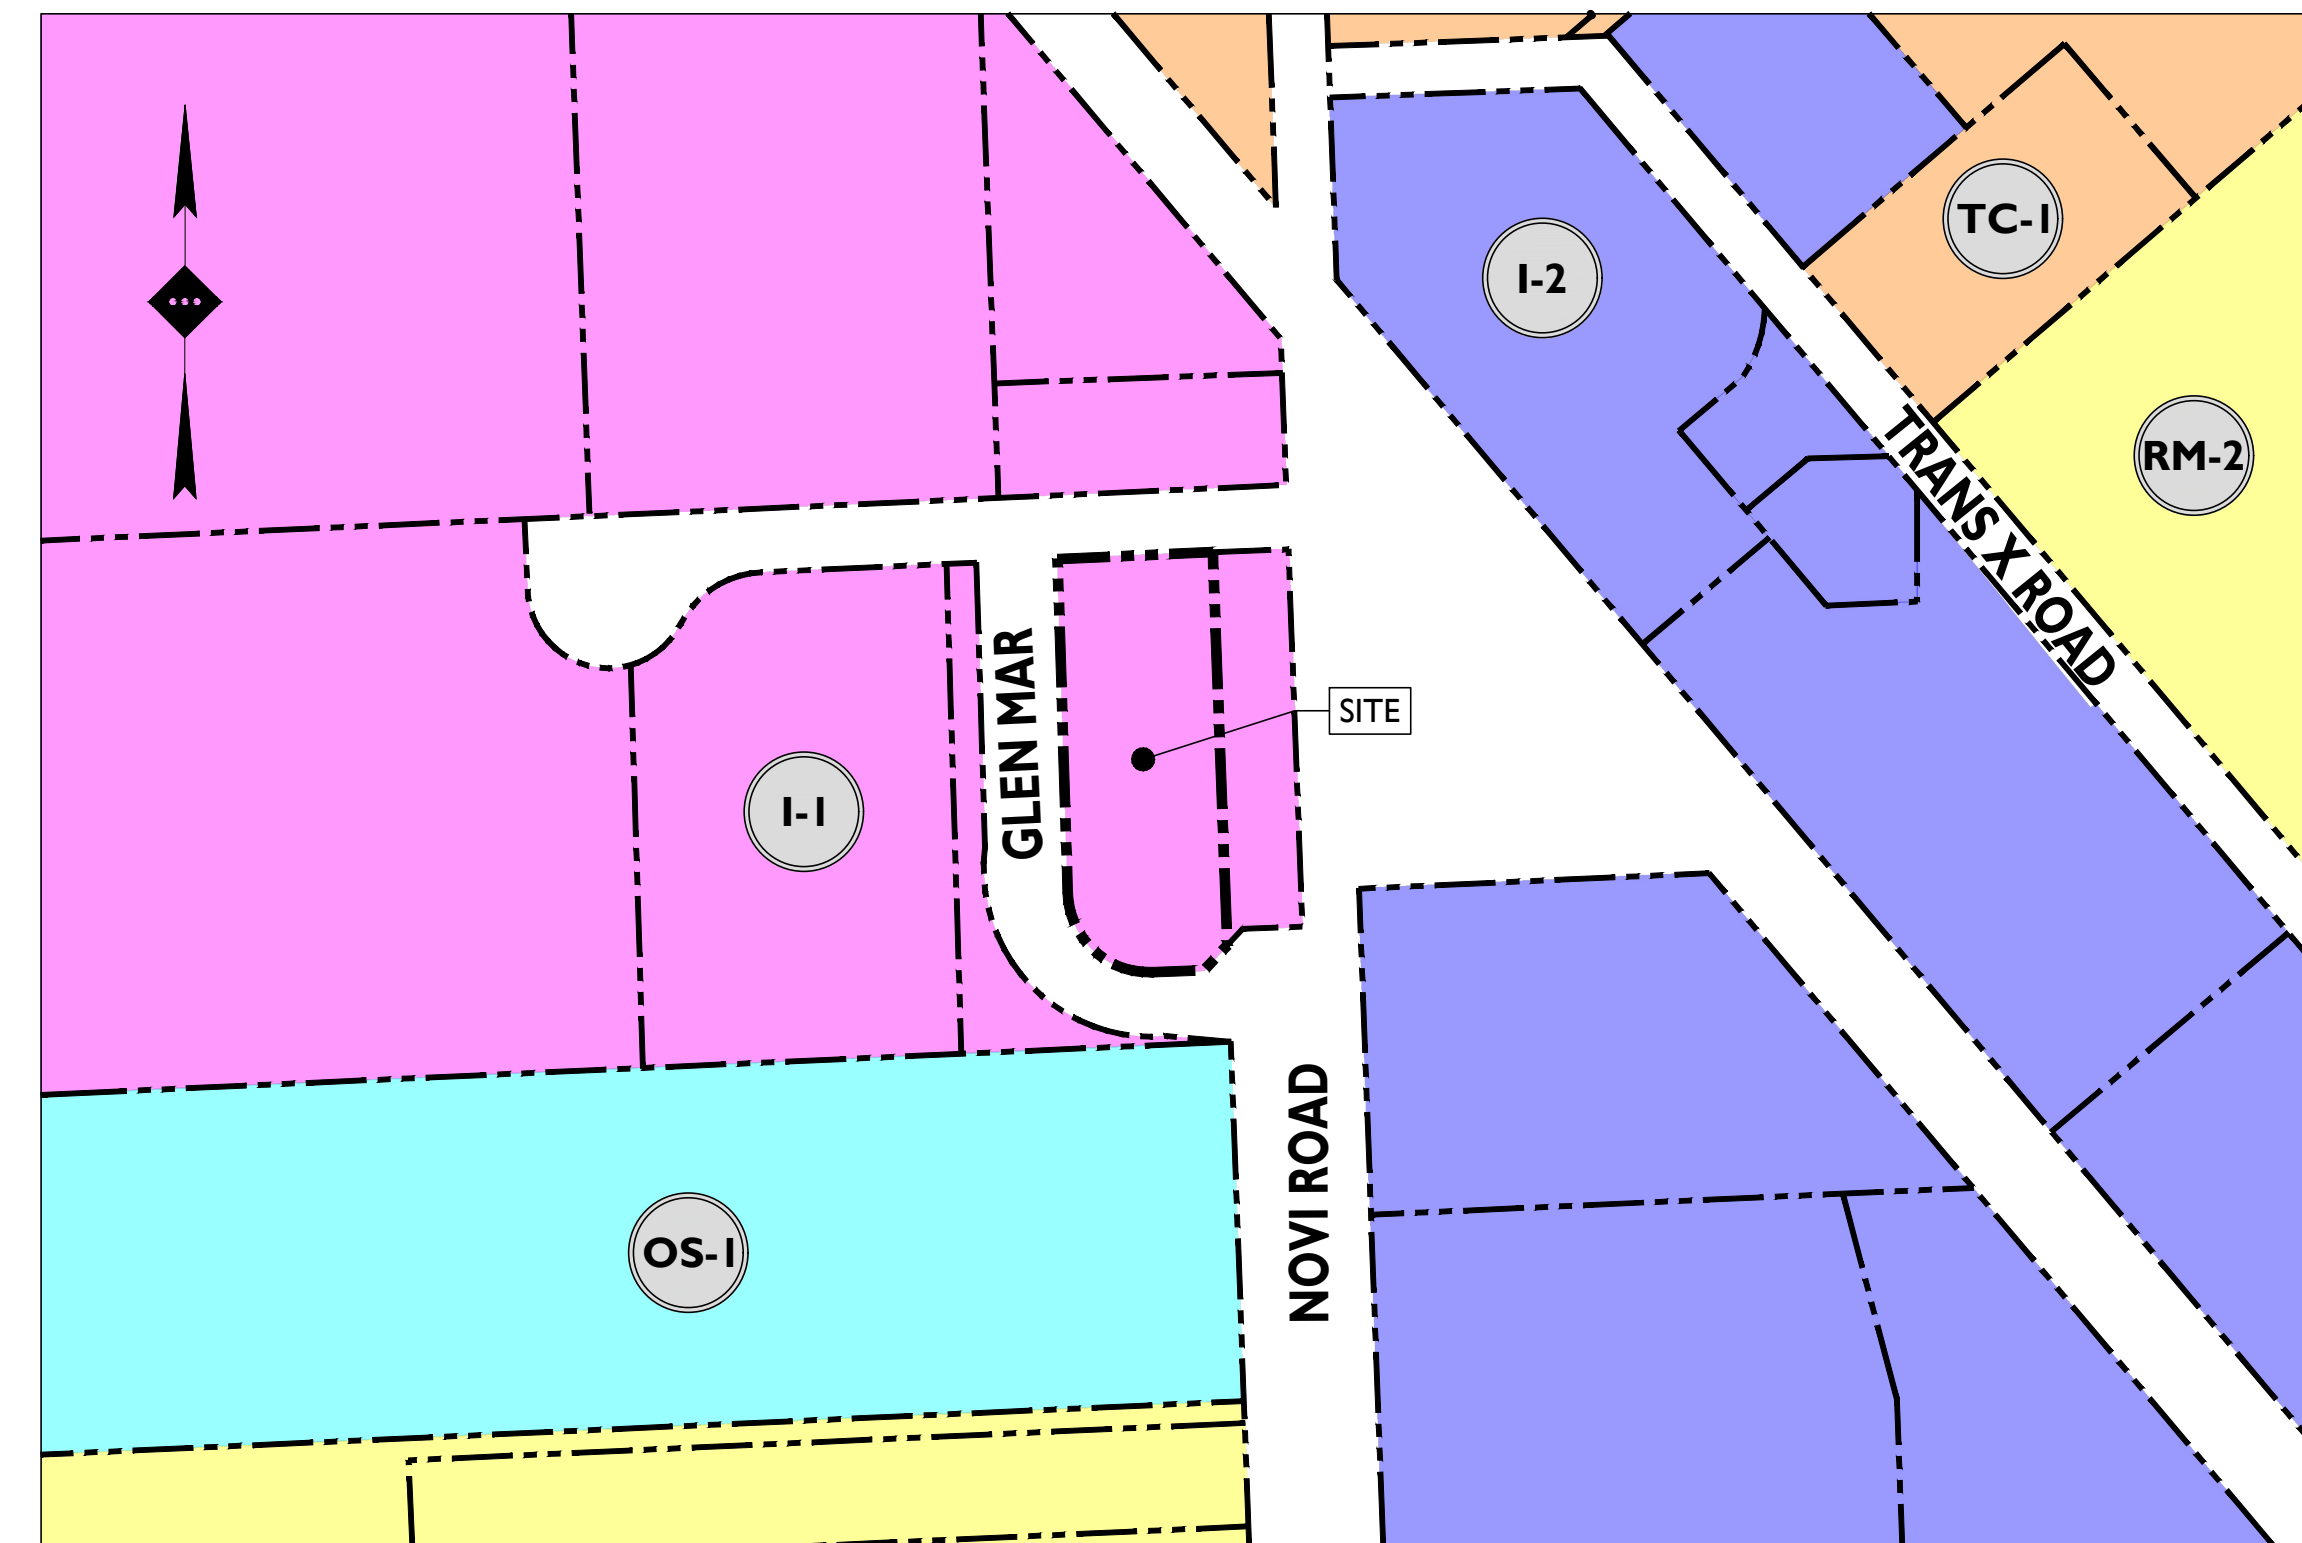 TC-1
I-2
RM-2
TRANS X ROAD
SITE
GLEN MAR
I-1
NOVI ROAD
OS-1